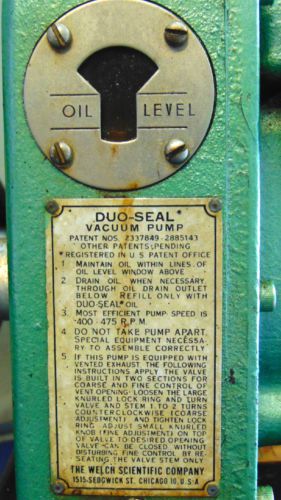 OIL LEVEL
DUO-SEAL*
VACUUM PUMP
PATENT NOS. 2337849-2885143
OTHER PATENTS PENDING
*REGISTERED IN U.S. PATENT OFFICE
1 MAINTAIN OIL WITHIN LINES OF
OIL LEVEL WINDOW ABOVE
2. DRAIN OIL, WHEN NECESSARY
THROUGH OIL DRAIN OUTLET
BELOW. REFILL ONLY WITH
DUO-SEAL* OIL
3. MOST EFFICIENT PUMP SPEED IS
400-475 R.P.M.
4. DO NOT TAKE PUMP APART,
SPECIAL EQUIPMENT NECESSA-
RY TO ASSEMBLE CORRECTLY
5 IF THIS PUMP IS EQUIPPED WITH
VENTED EXHAUST, THE FOLLOWING
INSTRUCTIONS APPLY. THE VALVE
IS BUILT IN TWO SECTIONS FOR
COARSE AND FINE CONTROL OF
VENT OPENING: LOOSEN THE LARGE
KNURLED LOCK RING AND TURN
VALVE AND STEM 1 TO 2 TURNS
COUNTERCLOCKWISE (COARSE
ADJUSTMENT) AND TIGHTEN LOCK
RING. ADJUST SMALL KNURLED
KNOB (FINE ADJUSTMENT) ON TOP
OF VALVE TO DESIRED OPENING
VALVE CAN BE CLOSED WITHOUT
DISTURBING FINE CONTROL BY RE-
SEATING THE VALVE STEM ONLY
THE WELCH SCIENTIFIC COMPANY
1515 SEDGWICK ST. CHICAGO 10, U.S.A